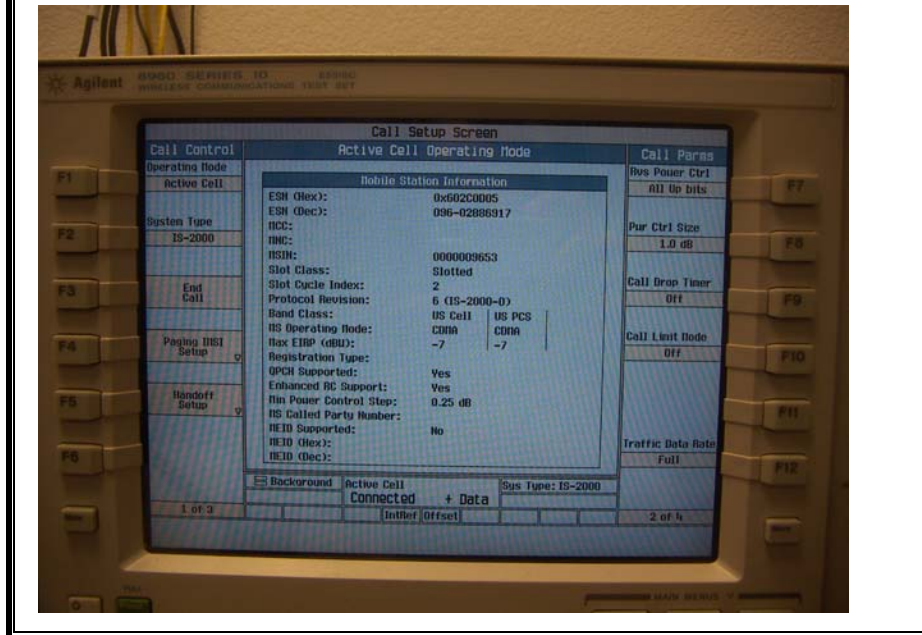 Agilent 8960 SERIES 10
WIRELESS COMMUNICATIONS TEST SET
Call Setup Screen
Call Control
Active Cell Operating Mode
Call Parms
F1
Operating Mode
Active Cell
F2
System Type
IS-2000
F3
End
Call
F4
Paging IMSI
Setup
F5
Handoff
Setup
F6
1 of 3
Mobile Station Information
ESN (Hex): 0x602C0D05
ESN (Dec): 096-02886917
MCC:
MNC:
MSIN: 0000009653
Slot Class: Slotted
Slot Cycle Index: 2
Protocol Revision: 6 (IS-2000-0)
Band Class: US Cell US PCS
MS Operating Mode: CDMA CDMA
Max EIRP (dBW): -7 -7
Registration Type:
QPCH Supported: Yes
Enhanced RC Support: Yes
Min Power Control Step: 0.25 dB
MS Called Party Number:
MEID Supported: No
MEID (Hex):
MEID (Dec):
Background
Active Cell
Sys Type: IS-2000
Connected + Data
IntRef Offset
Rvs Power Ctrl
All Up bits
F7
Pwr Ctrl Size
1.0 dB
F8
Call Drop Timer
Off
F9
Call Limit Mode
Off
F10
F11
Traffic Data Rate
Full
F12
2 of 4
MAIN MENUS